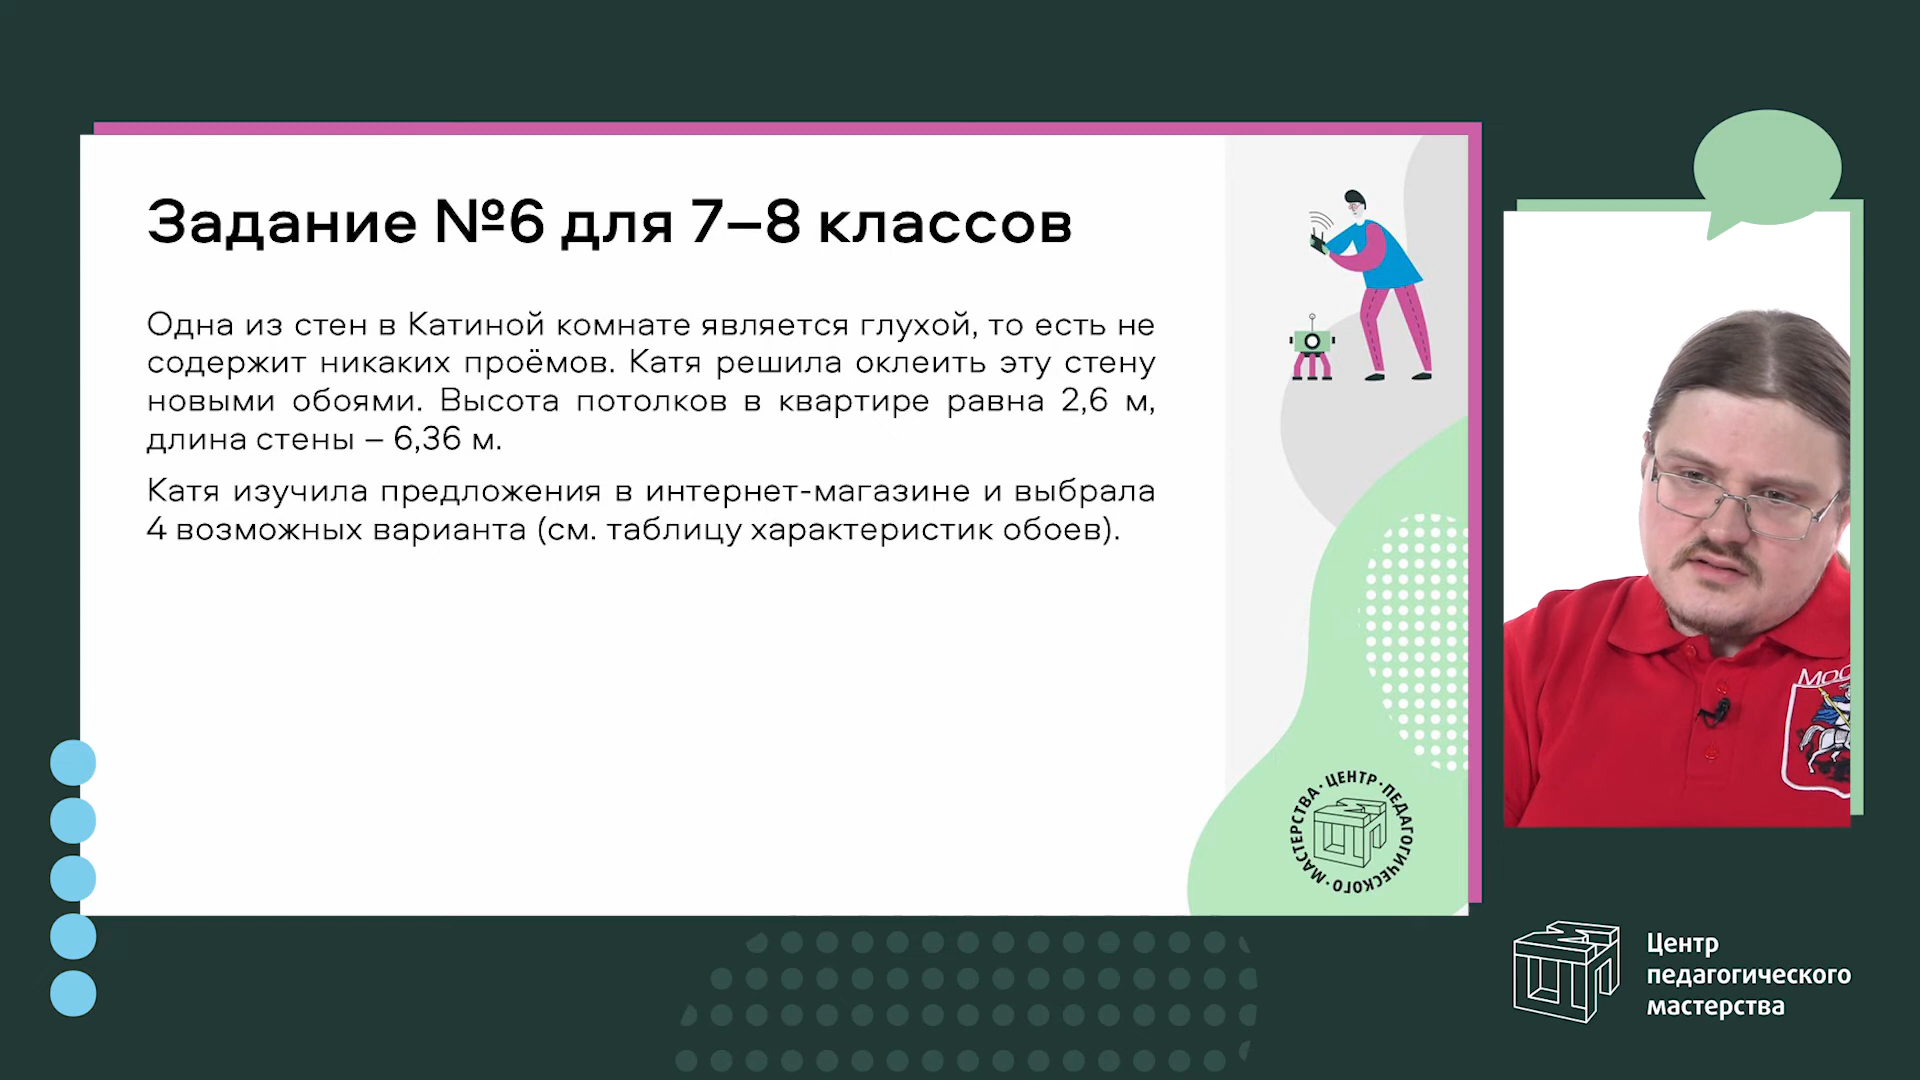 Задание №6 для 7–8 классов
Одна из стен в Катиной комнате является глухой, то есть не
содержит никаких проёмов. Катя решила оклеить эту стену
новыми обоями. Высота потолков в квартире равна 2,6 м,
длина стены – 6,36 м.
Катя изучила предложения в интернет-магазине и выбрала
4 возможных варианта (см. таблицу характеристик обоев).
ЦЕНТР · ПЕДАГОГИЧЕСКОГО · МАСТЕРСТВА ·
Центр
педагогического
мастерства